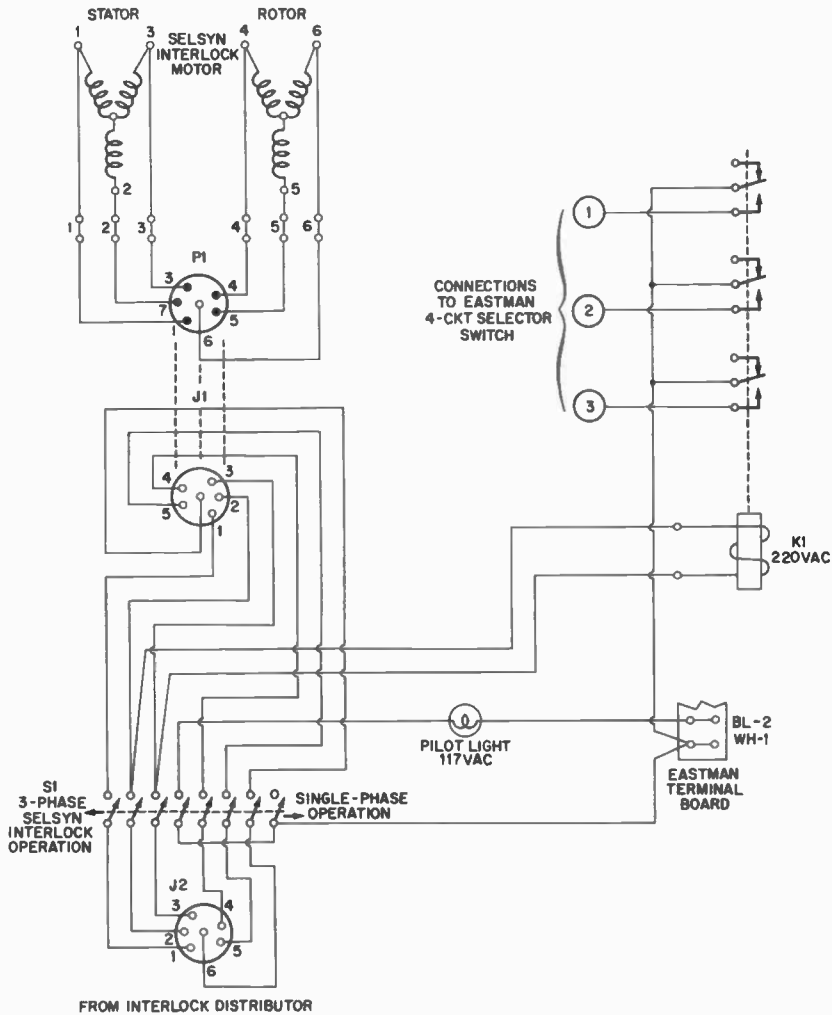 STATOR
ROTOR
1
3
SELSYN
INTERLOCK
MOTOR
4
6
2
5
1
2
3
4
5
6
P1
3
4
7
5
1
6
J1
4
3
5
2
1
CONNECTIONS
TO EASTMAN
4-CKT SELECTOR
SWITCH
1
2
3
K1
220VAC
PILOT LIGHT
117VAC
BL-2
WH-1
EASTMAN
TERMINAL
BOARD
S1
3-PHASE
SELSYN
INTERLOCK
OPERATION
SINGLE-PHASE
OPERATION
J2
3
4
2
5
1
6
FROM INTERLOCK DISTRIBUTOR